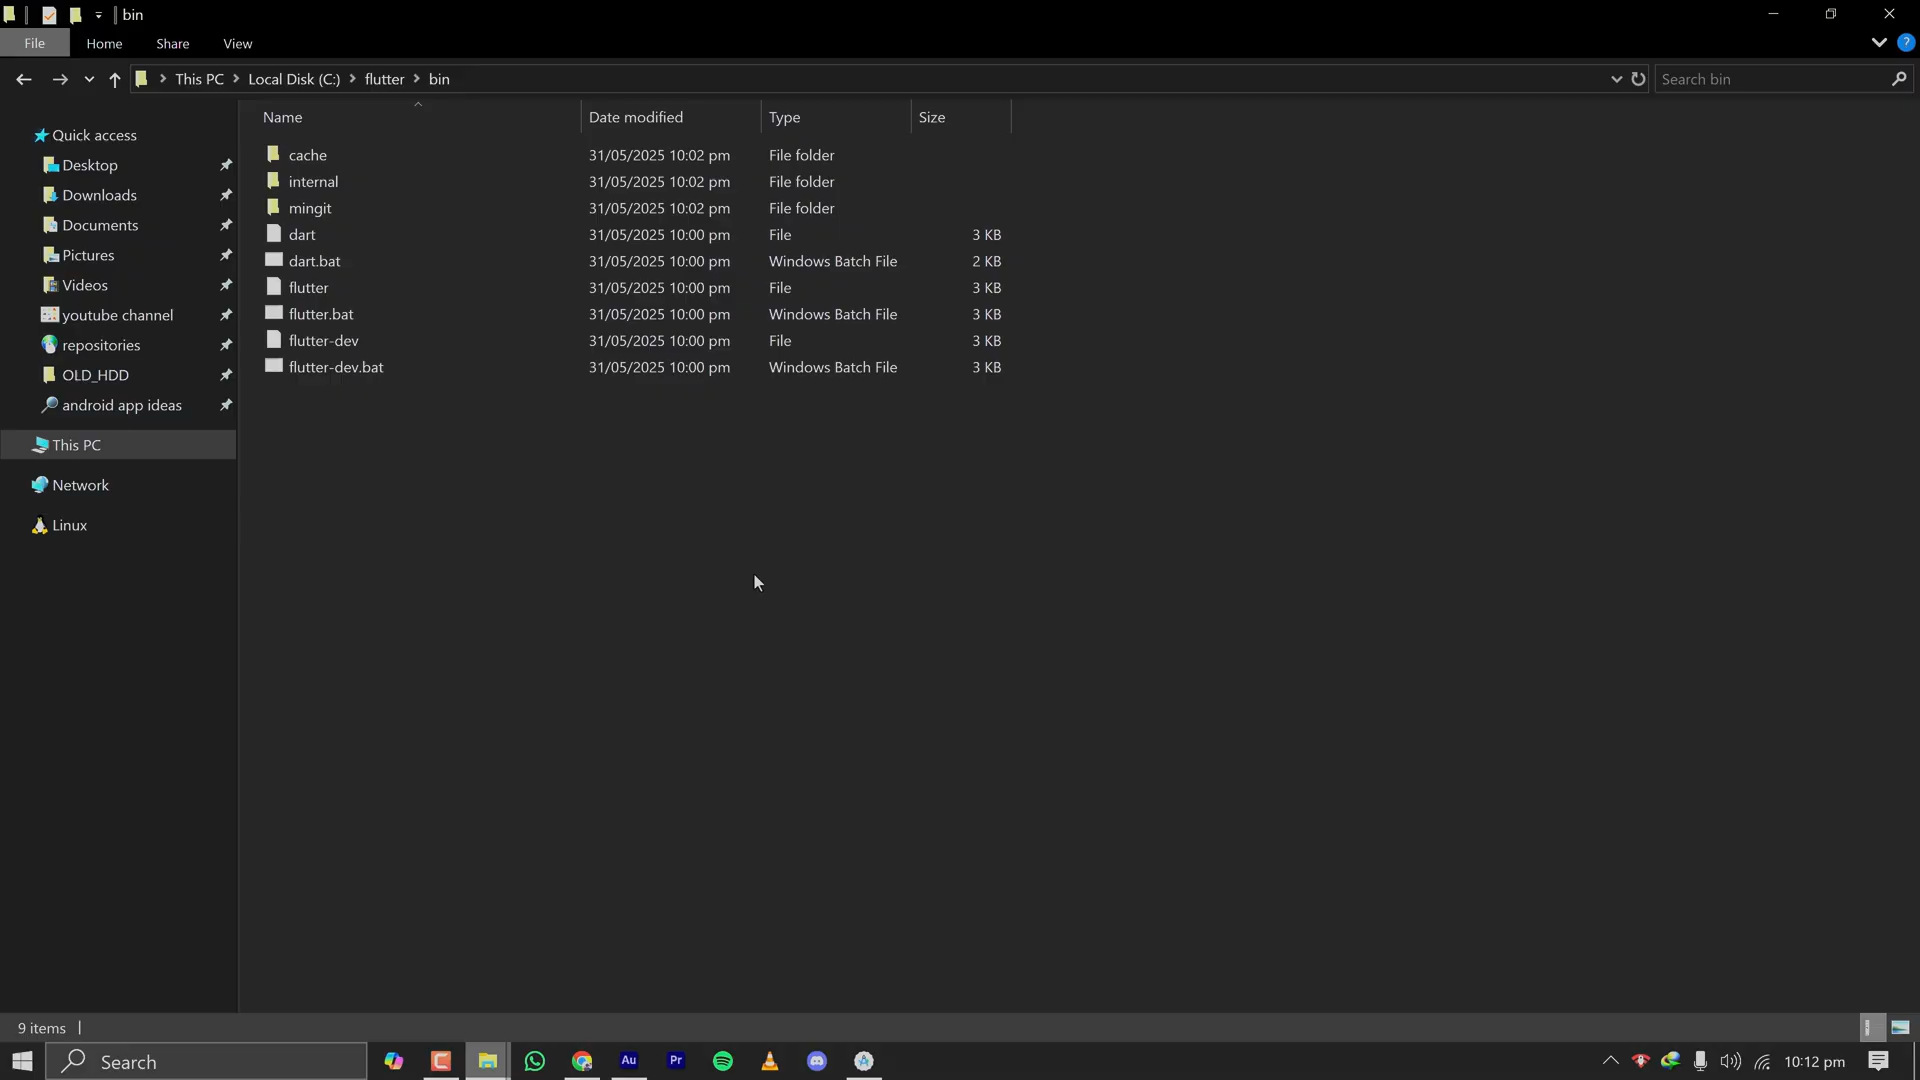 bin
File Home Share View
This PC Local Disk (C:) flutter bin Search bin
Name Date modified Type Size
Quick access
Desktop
Downloads
Documents
Pictures
Videos
youtube channel
repositories
OLD_HDD
android app ideas
This PC
Network
Linux
cache 31/05/2025 10:02 pm File folder
internal 31/05/2025 10:02 pm File folder
mingit 31/05/2025 10:02 pm File folder
dart 31/05/2025 10:00 pm File 3 KB
dart.bat 31/05/2025 10:00 pm Windows Batch File 2 KB
flutter 31/05/2025 10:00 pm File 3 KB
flutter.bat 31/05/2025 10:00 pm Windows Batch File 3 KB
flutter-dev 31/05/2025 10:00 pm File 3 KB
flutter-dev.bat 31/05/2025 10:00 pm Windows Batch File 3 KB
9 items
Search Au Pr 10:12 pm